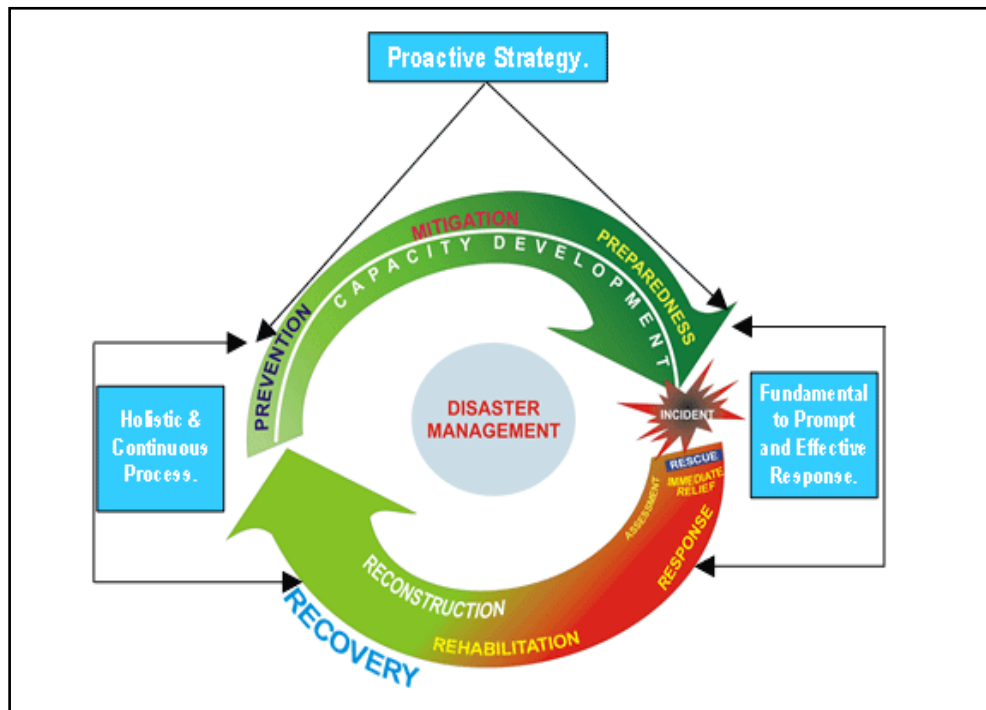 Proactive Strategy.
MITIGATION
CAPACITY DEVELOPMENT
PREPAREDNESS
PREVENTION
Holistic &
Continuous
Process.
DISASTER
MANAGEMENT
INCIDENT
Fundamental
to Prompt
and Effective
Response.
RESCUE
IMMEDIATE
RELIEF
ASSESSMENT
RESPONSE
RECONSTRUCTION
REHABILITATION
RECOVERY